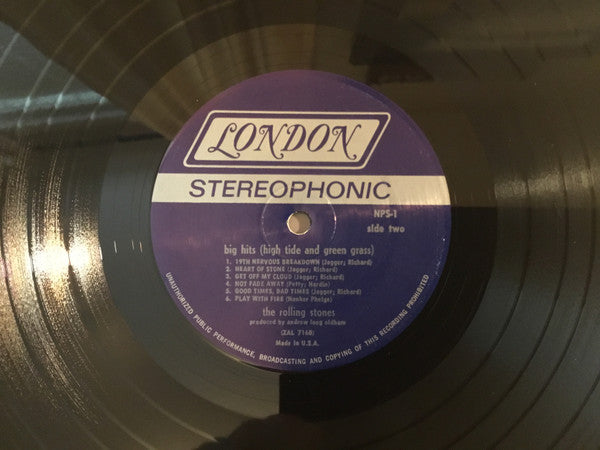 LONDON
STEREOPHONIC
NPS-1
side two
big hits (high tide and green grass)
1. 19TH NERVOUS BREAKDOWN (Jagger; Richard)
2. HEART OF STONE (Jagger; Richard)
3. GET OFF MY CLOUD (Jagger; Richard)
4. NOT FADE AWAY (Petty; Hardin)
5. GOOD TIMES, BAD TIMES (Jagger; Richard)
6. PLAY WITH FIRE (Nanker Phelge)
the rolling stones
produced by andrew loog oldham
(ZAL 7160)
Made in U.S.A.
UNAUTHORIZED PUBLIC PERFORMANCE, BROADCASTING AND COPYING OF THIS RECORDING PROHIBITED